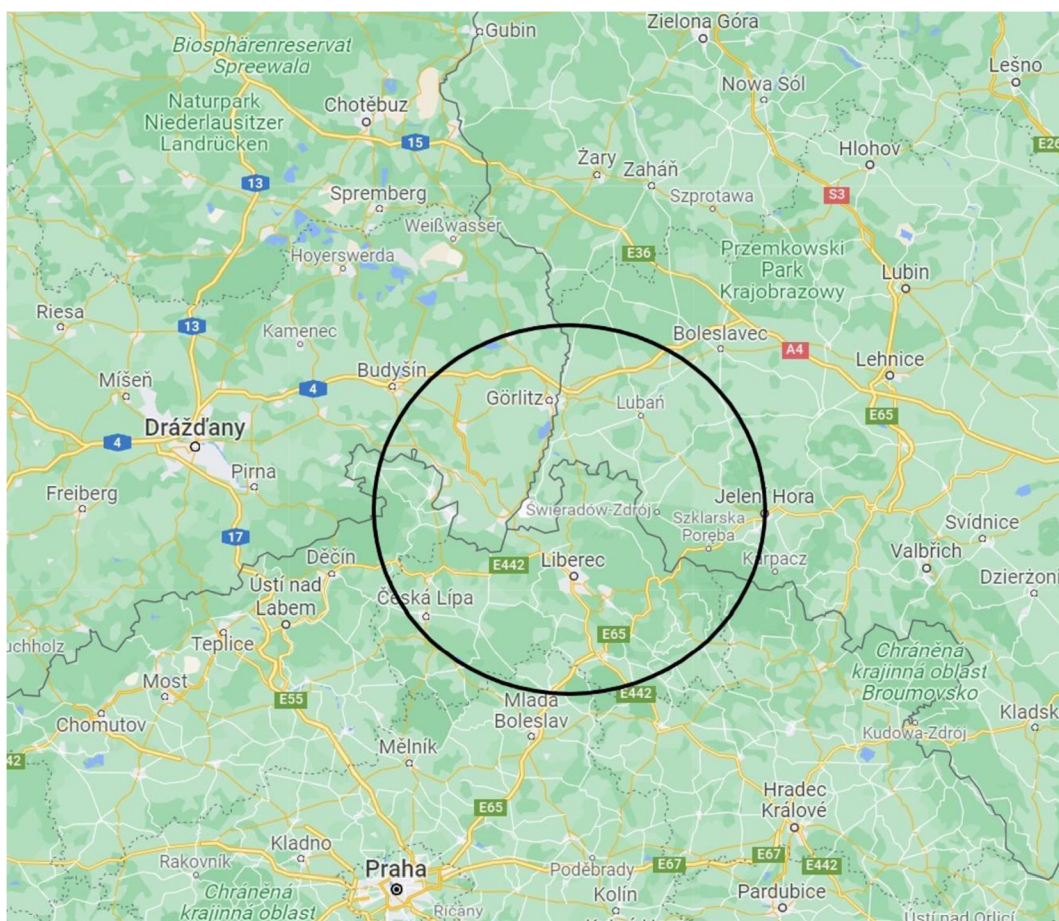 Gubin
Zielona Góra
Biosphärenreservat
Spreewald
Lešno
Nowa Sól
Naturpark
Niederlausitzer
Landrücken
Chotěbuz
E26
15
Hlohov
Żary
Zaháň
13
Spremberg
Szprotawa
S3
Weißwasser
Hoyerswerda
E36
Przemkowski
Park
Krajobrazowy
Lubin
Riesa
13
Kamenec
Boleslavec
A4
Lehnice
Budyšín
Míšeň
4
Görlitz
Lubań
E65
Drážďany
4
Pirna
Freiberg
Jelení Hora
Świeradów-Zdrój
Szklarska
Poręba
17
Svídnice
Děčín
E442
Liberec
Karpacz
Valbřich
Ústí nad
Labem
Dzierżoni
Česká Lípa
Teplice
E65
uchholz
Chráněná
krajinná oblast
Broumovsko
Most
E55
E442
Mladá
Boleslav
Chomutov
Kladsk
Kudowa-Zdrój
Mělník
42
Hradec
Králové
E65
Kladno
E67
E442
Rakovník
Praha
Poděbrady
E67
Chráněná
krajinná oblast
Kolín
Pardubice
Říčany
Ústí nad Orlicí